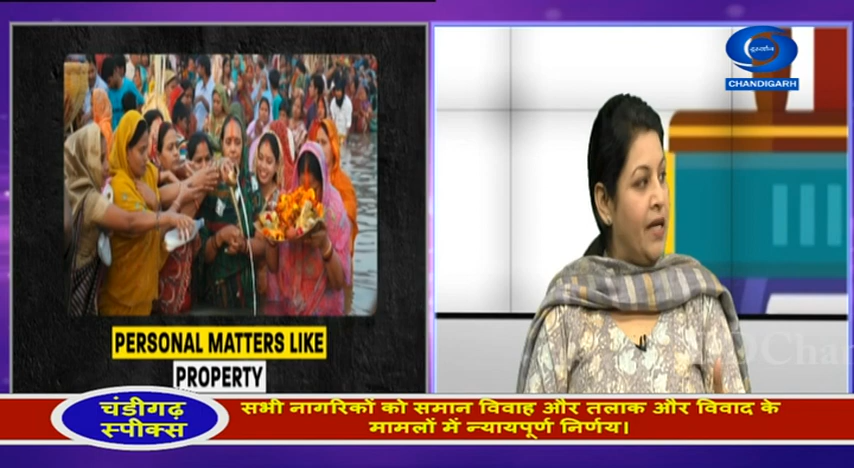 दूरदर्शन
CHANDIGARH
PERSONAL MATTERS LIKE
PROPERTY
चंडीगढ़
स्पीक्स
सभी नागरिकों को समान विवाह और तलाक और विवाद के
मामलों में न्यायपूर्ण निर्णय।